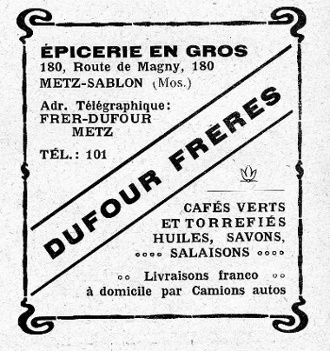 ÉPICERIE EN GROS
180, Route de Magny, 180
METZ-SABLON (Mos.)
Adr. Télégraphique:
FRER-DUFOUR
METZ
TÉL.: 101
DUFOUR FRÈRES
CAFÉS VERTS
ET TORREFIÉS
HUILES, SAVONS,
SALAISONS
Livraisons franco
à domicile par Camions autos